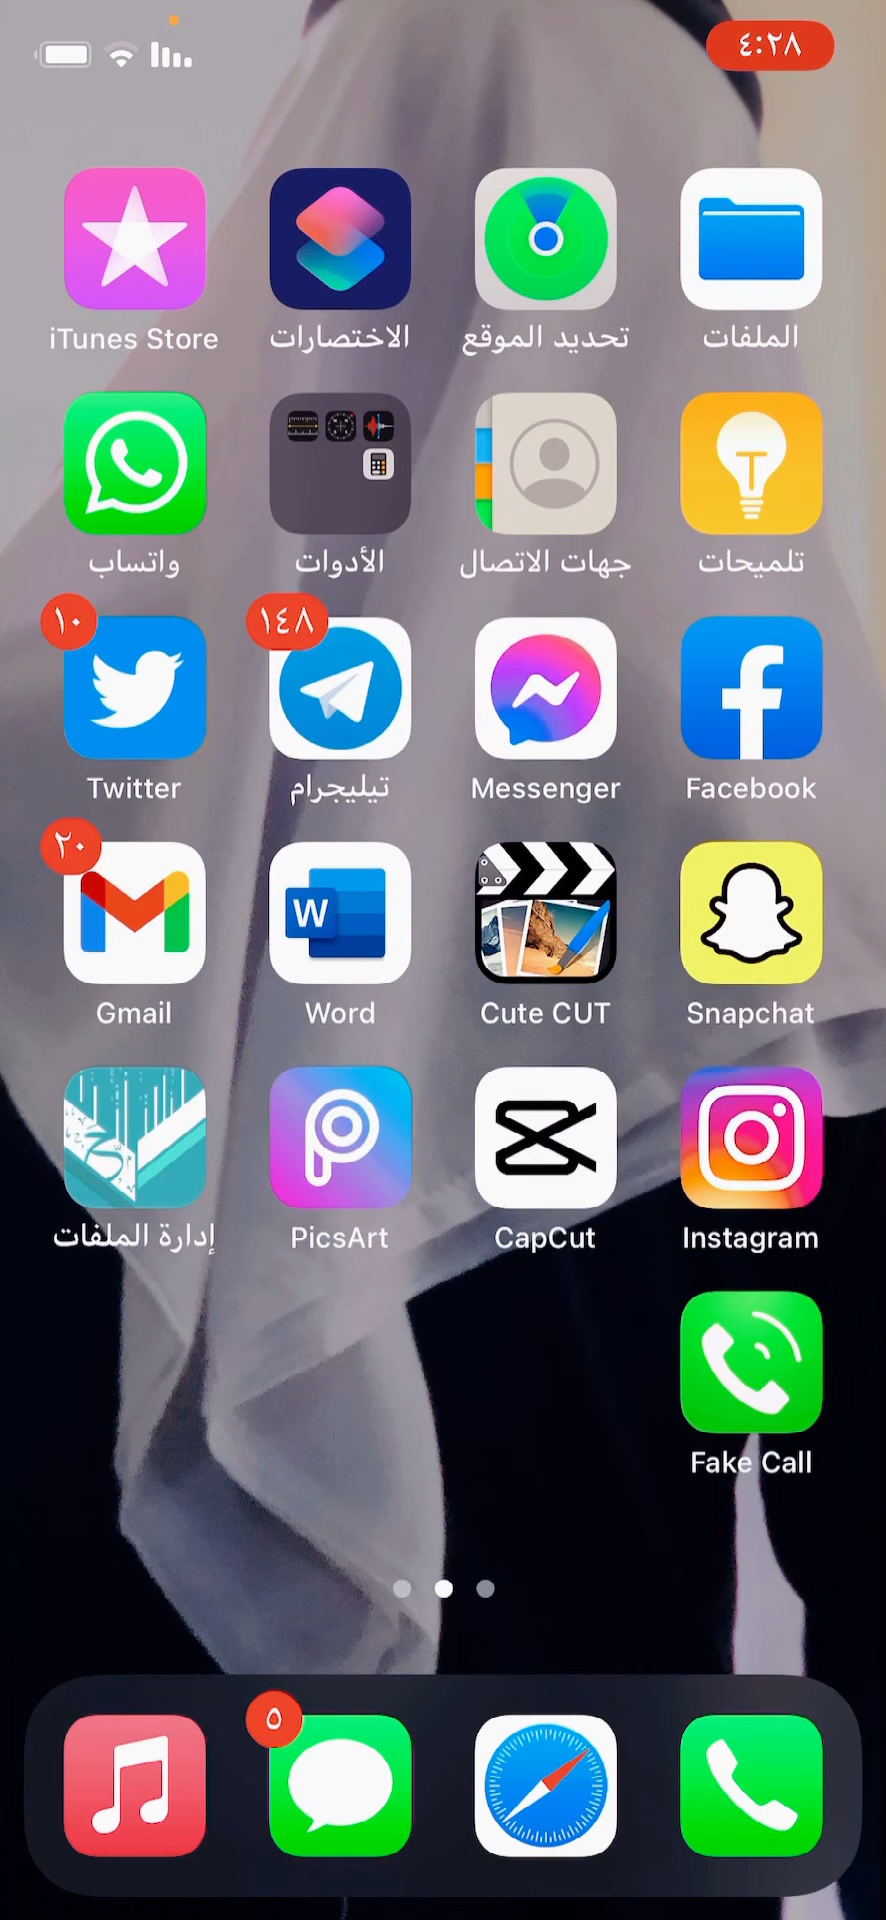 ٤:٢٨
الملفات
تحديد الموقع
الاختصارات
iTunes Store
تلميحات
جهات الاتصال
الأدوات
واتساب
١٤٨
١٠
Facebook
Messenger
تيليجرام
Twitter
٢٠
W
Snapchat
Cute CUT
Word
Gmail
Instagram
CapCut
PicsArt
إدارة الملفات
Fake Call
٥